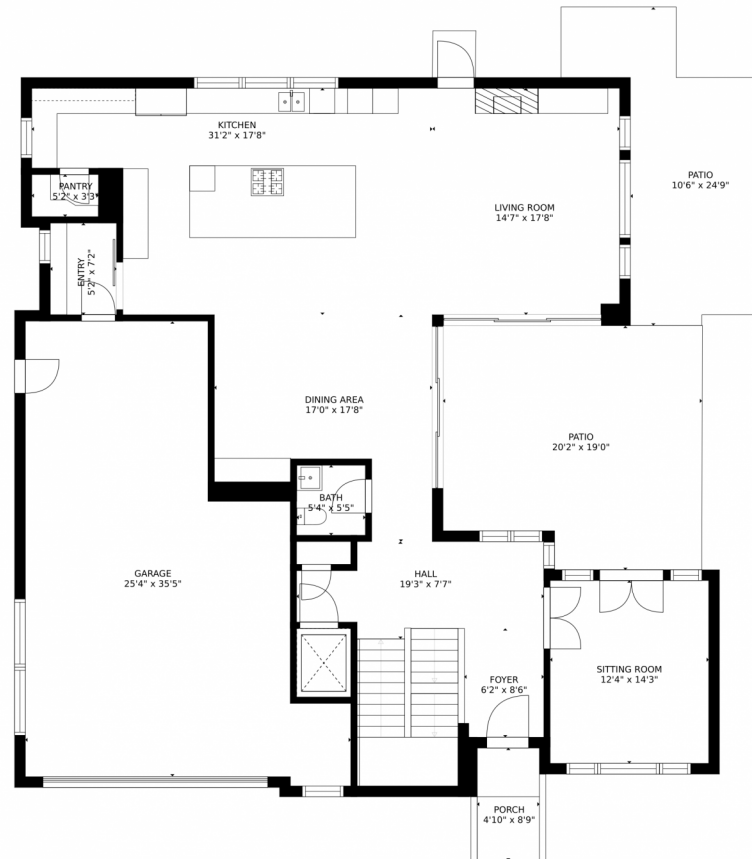 KITCHEN
31'2" x 17'8"
PANTRY
5'2" x 3'3"
PATIO
10'6" x 24'9"
LIVING ROOM
14'7" x 17'8"
ENTRY
5'2" x 7'2"
DINING AREA
17'0" x 17'8"
PATIO
20'2" x 19'0"
BATH
5'4" x 5'5"
GARAGE
25'4" x 35'5"
HALL
19'3" x 7'7"
SITTING ROOM
12'4" x 14'3"
FOYER
6'2" x 8'6"
PORCH
4'10" x 8'9"